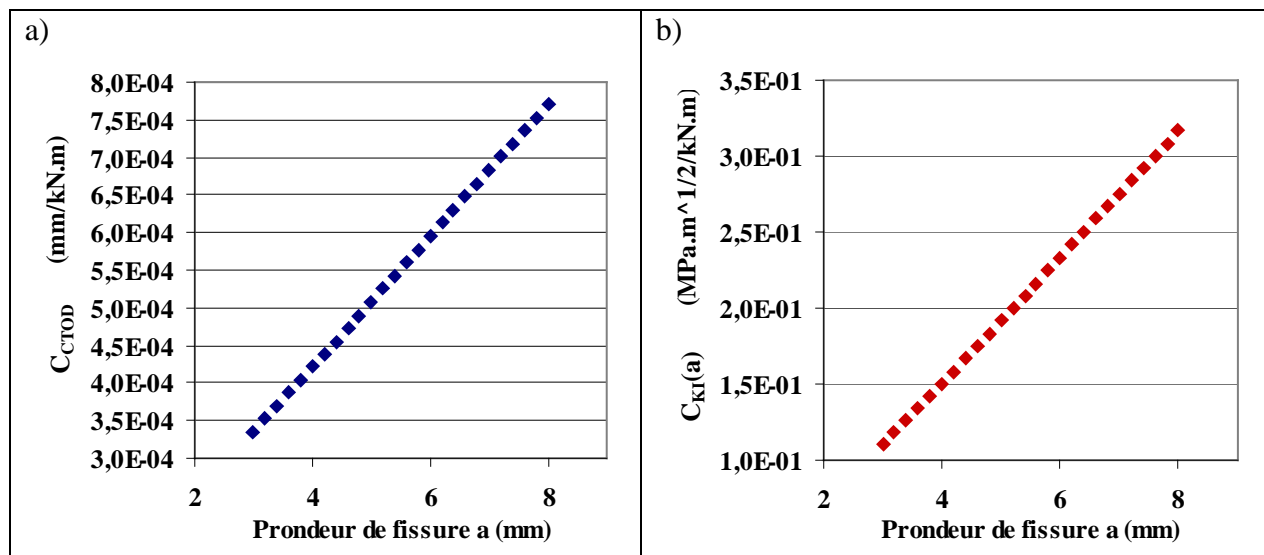 a)
8,0E-04
7,5E-04
7,0E-04
6,5E-04
6,0E-04
5,5E-04
5,0E-04
4,5E-04
4,0E-04
3,5E-04
3,0E-04
C_CTOD (mm/kN.m)
2 4 6 8
Prondeur de fissure a (mm)
b)
3,5E-01
3,0E-01
2,5E-01
2,0E-01
1,5E-01
1,0E-01
C_KI(a) (MPa.m^1/2/kN.m)
2 4 6 8
Prondeur de fissure a (mm)